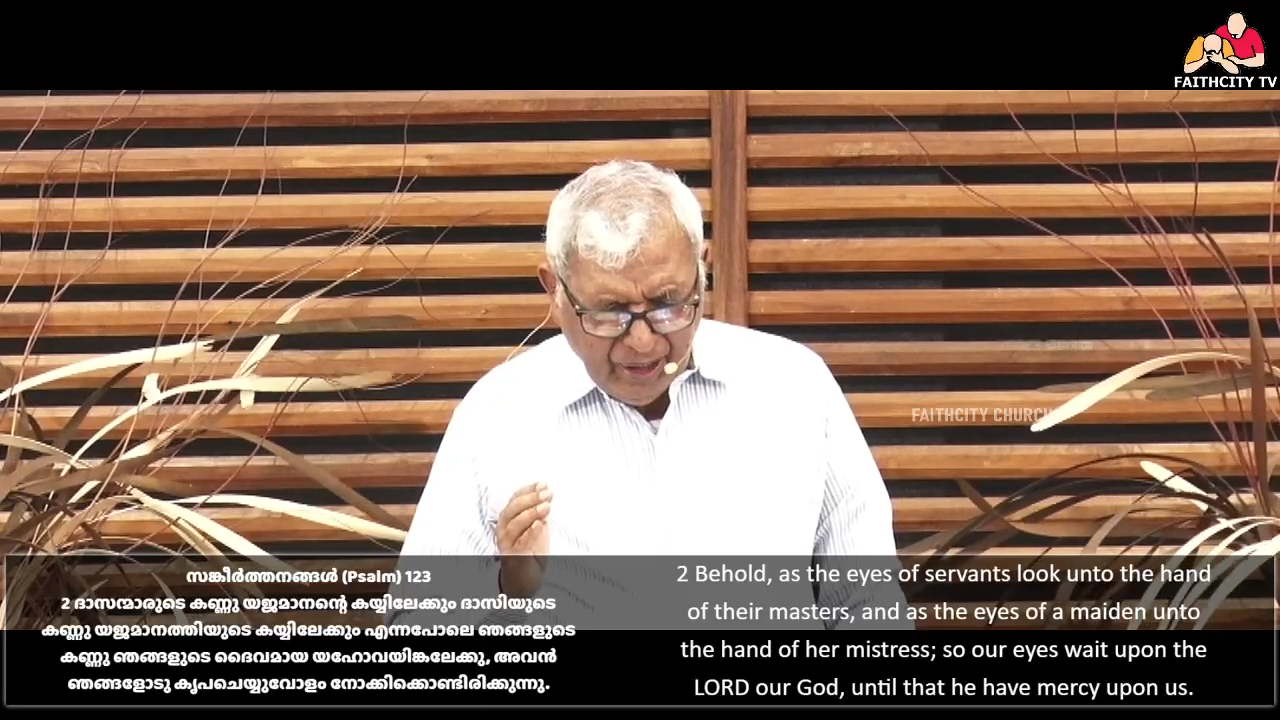 FAITHCITY TV
FAITHCITY CHURCH
സങ്കീർത്തനങ്ങൾ (Psalm) 123
2 ദാസന്മാരുടെ കണ്ണു യജമാനന്റെ കയ്യിലേക്കും ദാസിയുടെ
കണ്ണു യജമാനത്തിയുടെ കയ്യിലേക്കും എന്നപോലെ ഞങ്ങളുടെ
കണ്ണു ഞങ്ങളുടെ ദൈവമായ യഹോവയിങ്കലേക്കു, അവൻ
ഞങ്ങളോടു കൃപചെയ്യുവോളം നോക്കിക്കൊണ്ടിരിക്കുന്നു.
2 Behold, as the eyes of servants look unto the hand
of their masters, and as the eyes of a maiden unto
the hand of her mistress; so our eyes wait upon the
LORD our God, until that he have mercy upon us.